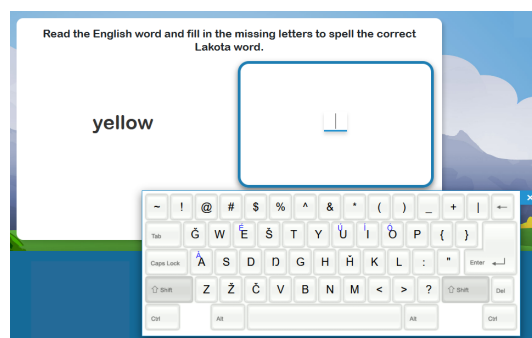 Read the English word and fill in the missing letters to spell the correct
Lakota word.
yellow
~ ! @ # $ % ^ & * ( ) _ + | ←
Tab Ğ W E É Š T Y U Ú I Í O Ó P { }
Caps Lock A Á S D Ŋ G H Ȟ K L : " Enter
Shift Z Ž Č V B N M < > ? Shift Del
Ctrl Alt Alt Ctrl